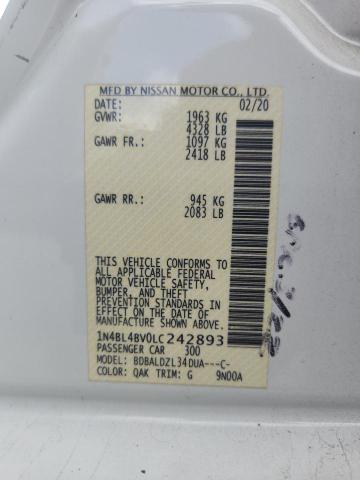 MFD BY NISSAN MOTOR CO., LTD.
DATE: 02/20
GVWR: 1963 KG
4328 LB
GAWR FR.: 1097 KG
2418 LB
GAWR RR.: 945 KG
2083 LB
THIS VEHICLE CONFORMS TO
ALL APPLICABLE FEDERAL
MOTOR VEHICLE SAFETY,
BUMPER, AND THEFT
PREVENTION STANDARDS IN
EFFECT ON THE DATE OF
MANUFACTURE SHOWN ABOVE.
1N4BL4BV0LC242893
PASSENGER CAR 300
MODEL: BDBALDZL34DUA---C-
COLOR: QAK TRIM: G 9N00A